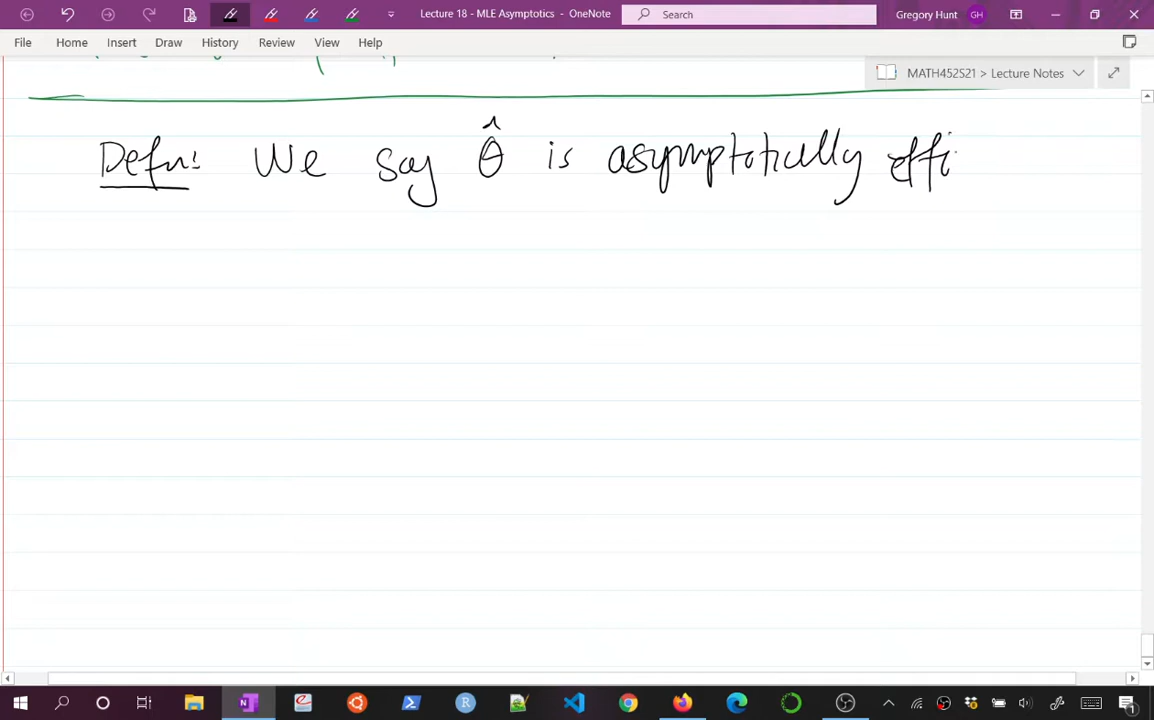 Lecture 18 - MLE Asymptotics - OneNote
Search
Gregory Hunt
GH
File Home Insert Draw History Review View Help
MATH452S21 > Lecture Notes
Defn: We say θ̂ is asymptotically effi